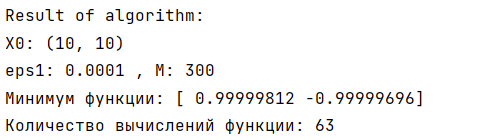 Result of algorithm:
X0: (10, 10)
eps1: 0.0001 , M: 300
Минимум функции: [ 0.99999812 -0.99999696]
Количество вычислений функции: 63